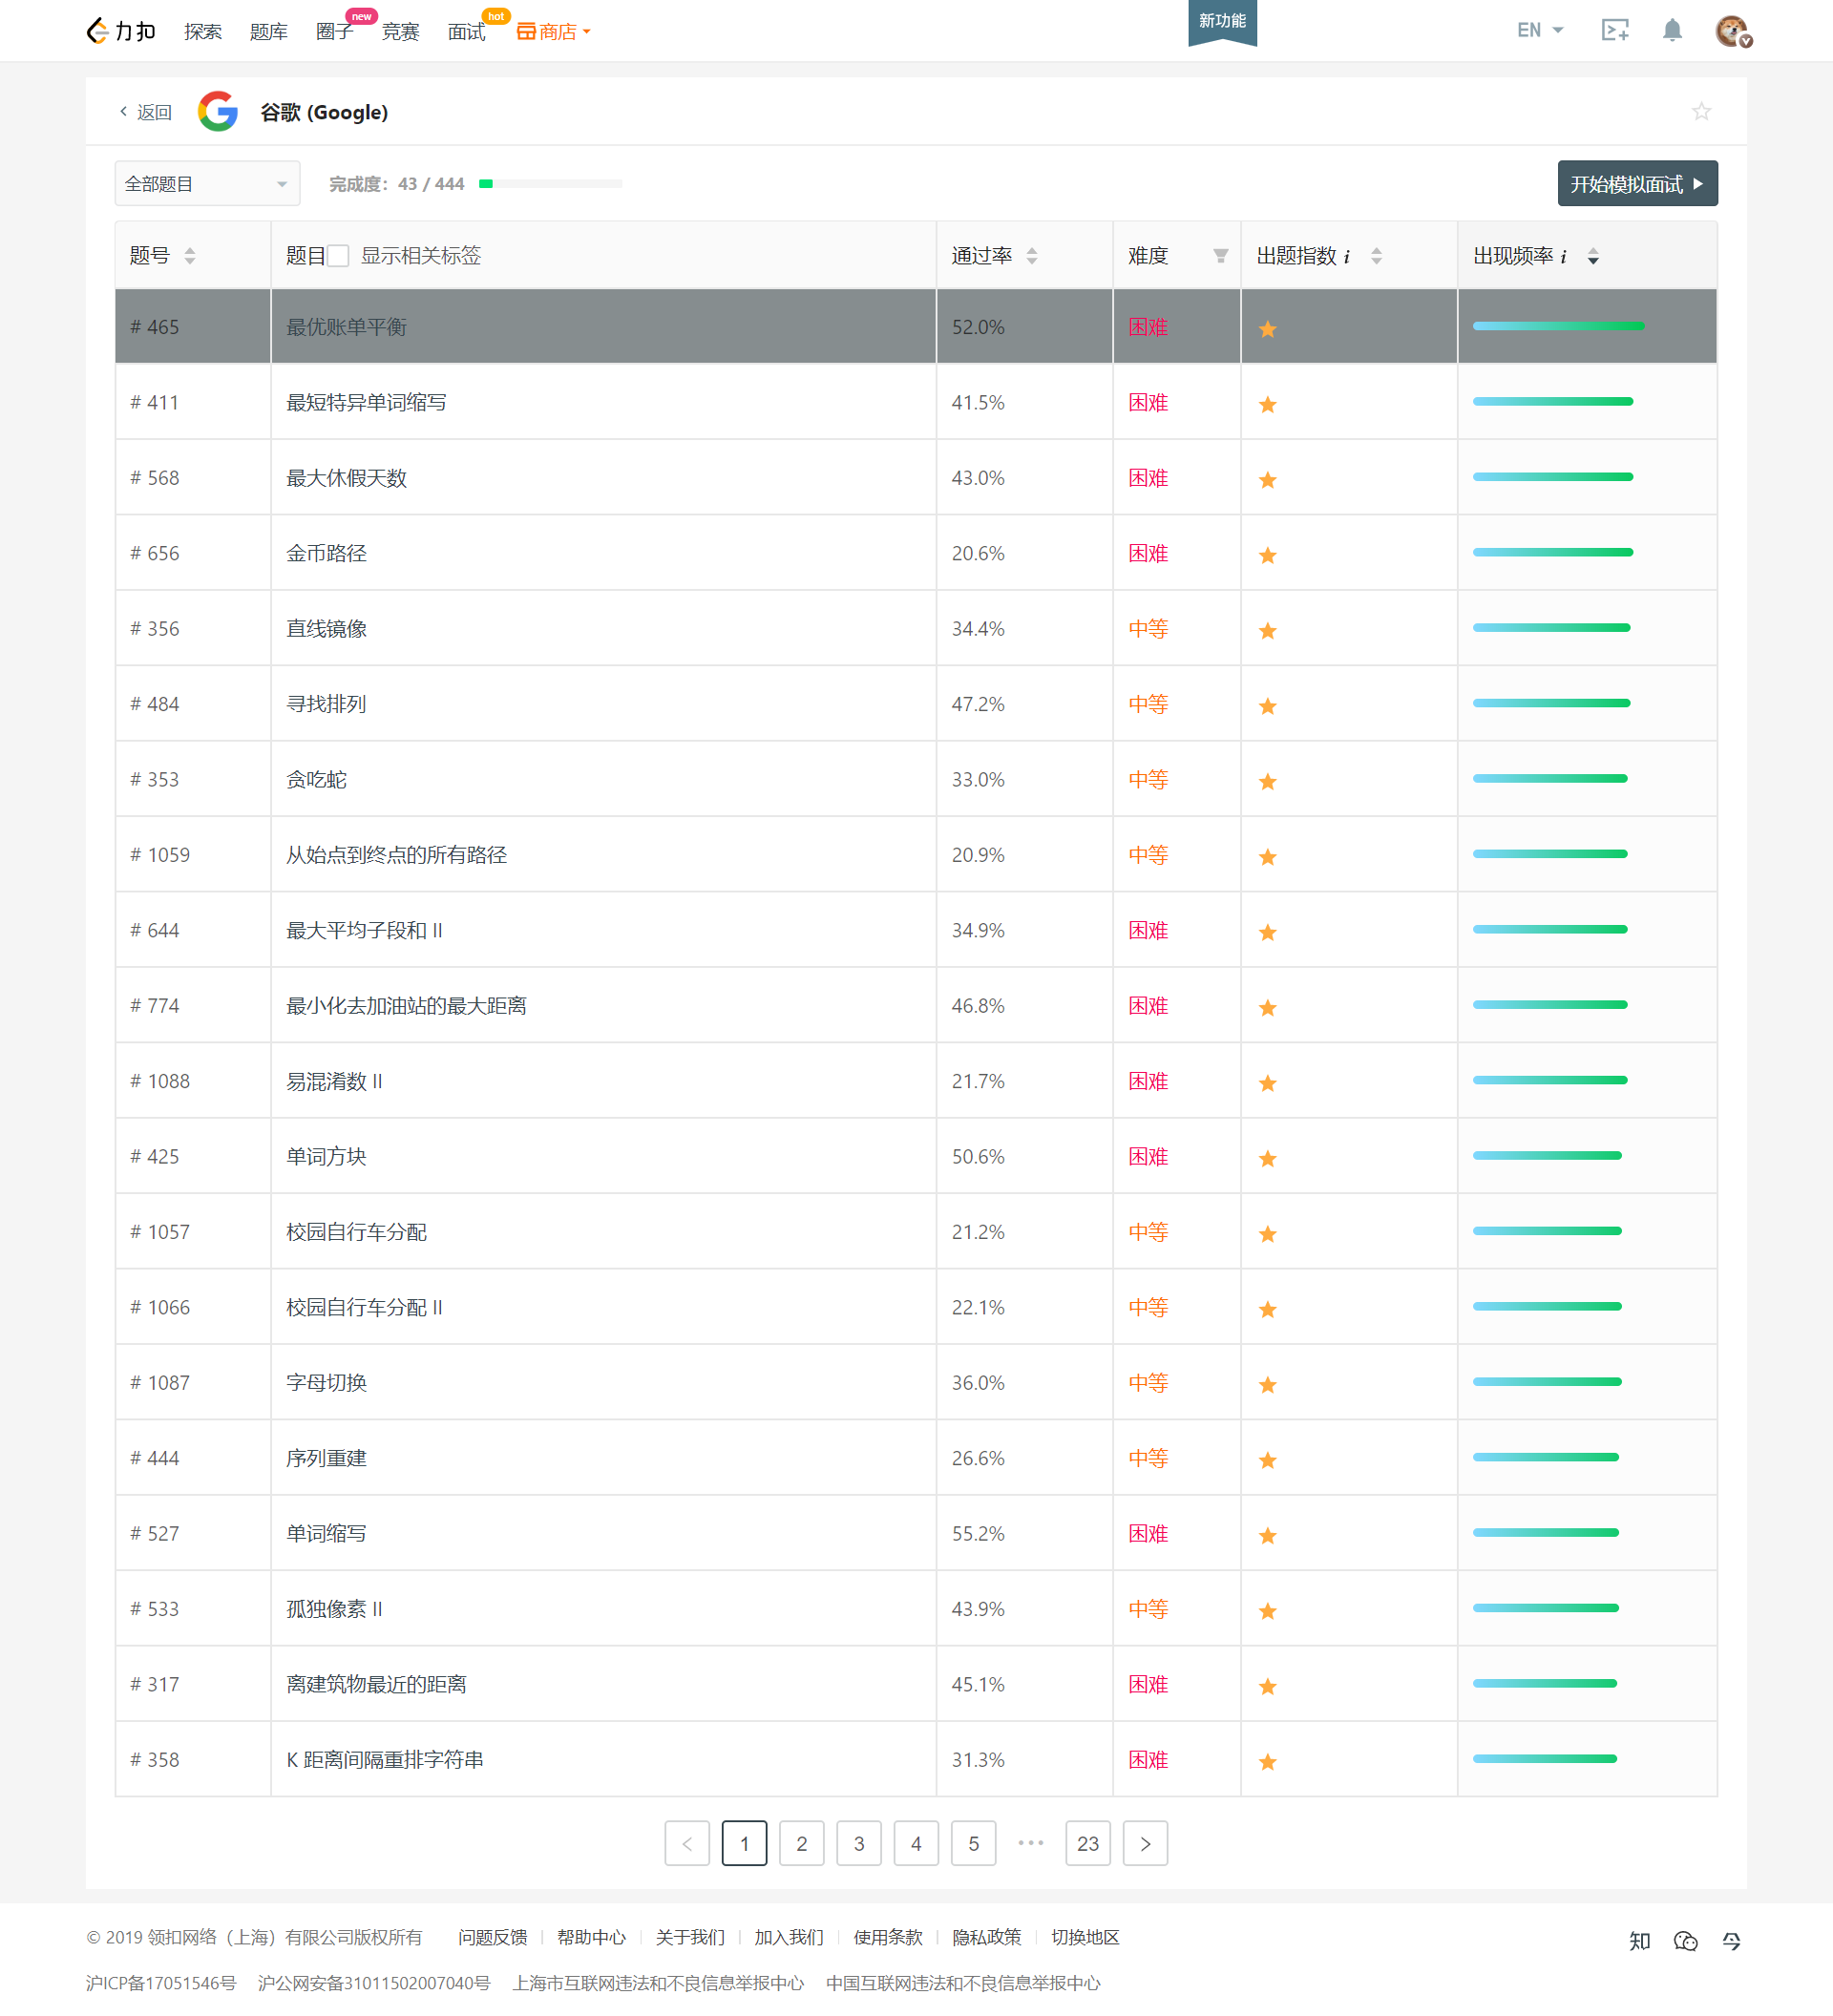 力扣 探索 题库 圈子 new 竞赛 面试 hot 商店 新功能 EN
返回 谷歌 (Google)
全部题目 完成度：43 / 444 开始模拟面试
题号 题目 显示相关标签 通过率 难度 出题指数 i 出现频率 i
# 465 最优账单平衡 52.0% 困难
# 411 最短特异单词缩写 41.5% 困难
# 568 最大休假天数 43.0% 困难
# 656 金币路径 20.6% 困难
# 356 直线镜像 34.4% 中等
# 484 寻找排列 47.2% 中等
# 353 贪吃蛇 33.0% 中等
# 1059 从始点到终点的所有路径 20.9% 中等
# 644 最大平均子段和 II 34.9% 困难
# 774 最小化去加油站的最大距离 46.8% 困难
# 1088 易混淆数 II 21.7% 困难
# 425 单词方块 50.6% 困难
# 1057 校园自行车分配 21.2% 中等
# 1066 校园自行车分配 II 22.1% 中等
# 1087 字母切换 36.0% 中等
# 444 序列重建 26.6% 中等
# 527 单词缩写 55.2% 困难
# 533 孤独像素 II 43.9% 中等
# 317 离建筑物最近的距离 45.1% 困难
# 358 K 距离间隔重排字符串 31.3% 困难
< 1 2 3 4 5 ••• 23 >
© 2019 领扣网络（上海）有限公司版权所有 问题反馈 帮助中心 关于我们 加入我们 使用条款 隐私政策 切换地区 知
沪ICP备17051546号 沪公网安备31011502007040号 上海市互联网违法和不良信息举报中心 中国互联网违法和不良信息举报中心